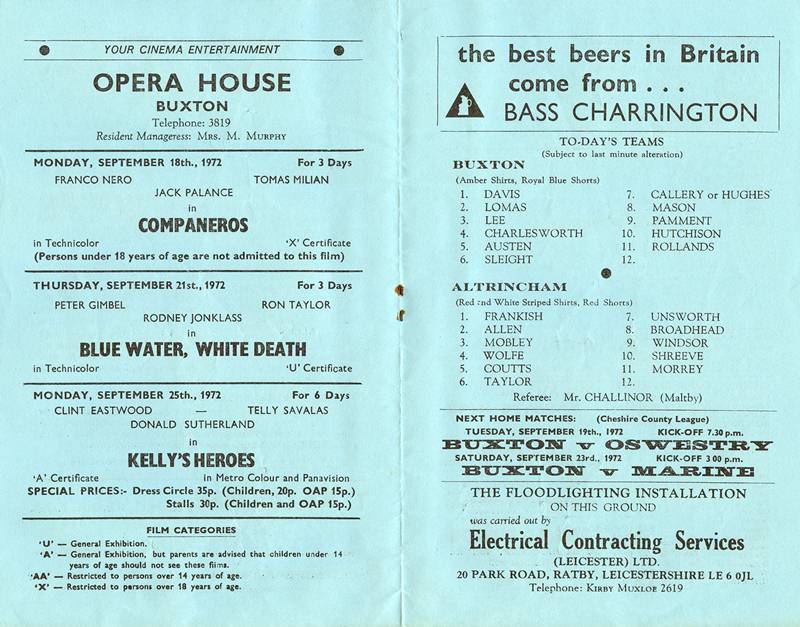 YOUR CINEMA ENTERTAINMENT
OPERA HOUSE
BUXTON
Telephone: 3819
Resident Manageress: MRS. M. MURPHY
MONDAY, SEPTEMBER 18th., 1972 For 3 Days
FRANCO NERO TOMAS MILIAN
JACK PALANCE
in
COMPANEROS
in Technicolor 'X' Certificate
(Persons under 18 years of age are not admitted to this film)
THURSDAY, SEPTEMBER 21st., 1972 For 3 Days
PETER GIMBEL RON TAYLOR
RODNEY JONKLASS
in
BLUE WATER, WHITE DEATH
in Technicolor 'U' Certificate
MONDAY, SEPTEMBER 25th., 1972 For 6 Days
CLINT EASTWOOD — TELLY SAVALAS
DONALD SUTHERLAND
in
KELLY'S HEROES
'A' Certificate in Metro Colour and Panavision
SPECIAL PRICES:- Dress Circle 35p. (Children, 20p. OAP 15p.)
Stalls 30p. (Children and OAP 15p.)
FILM CATEGORIES
'U' — General Exhibition.
'A' — General Exhibition, but parents are advised that children under 14
years of age should not see these films.
'AA' — Restricted to persons over 14 years of age.
'X' — Restricted to persons over 18 years of age.
the best beers in Britain
come from . . .
BASS CHARRINGTON
TO-DAY'S TEAMS
(Subject to last minute alteration)
BUXTON
(Amber Shirts, Royal Blue Shorts)
1. DAVIS 7. CALLERY or HUGHES
2. LOMAS 8. MASON
3. LEE 9. PAMMENT
4. CHARLESWORTH 10. HUTCHISON
5. AUSTEN 11. ROLLANDS
6. SLEIGHT 12.
ALTRINCHAM
(Red and White Striped Shirts, Red Shorts)
1. FRANKISH 7. UNSWORTH
2. ALLEN 8. BROADHEAD
3. MOBLEY 9. WINDSOR
4. WOLFE 10. SHREEVE
5. COUTTS 11. MORREY
6. TAYLOR 12.
Referee: Mr. CHALLINOR (Maltby)
NEXT HOME MATCHES: (Cheshire County League)
TUESDAY, SEPTEMBER 19th., 1972 KICK-OFF 7.30 p.m.
BUXTON v OSWESTRY
SATURDAY, SEPTEMBER 23rd., 1972 KICK-OFF 3 00 p.m.
BUXTON v MARINE
THE FLOODLIGHTING INSTALLATION
ON THIS GROUND
was carried out by
Electrical Contracting Services
(LEICESTER) LTD.
20 PARK ROAD, RATBY, LEICESTERSHIRE LE 6 0JL
Telephone: KIRBY MUXLOE 2619